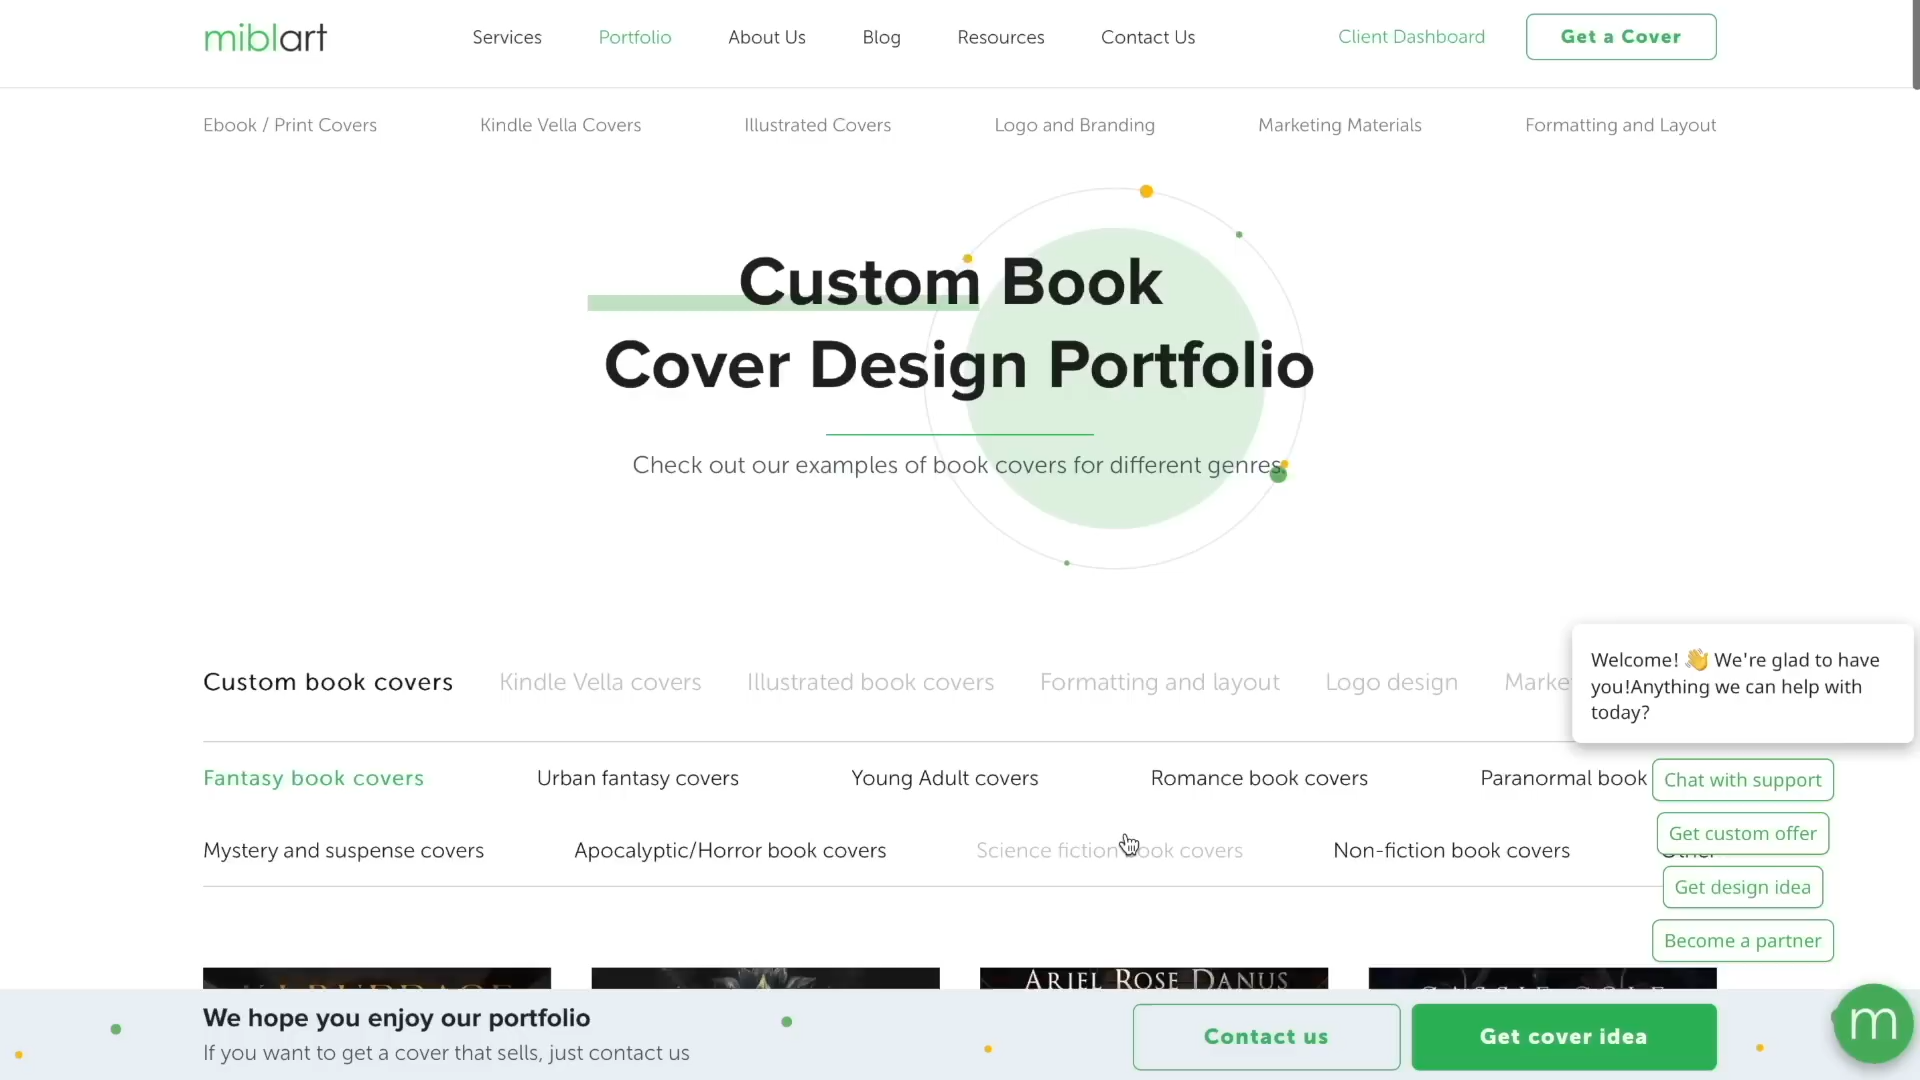 miblart
Services
Portfolio
About Us
Blog
Resources
Contact Us
Client Dashboard
Get a Cover
Ebook / Print Covers
Kindle Vella Covers
Illustrated Covers
Logo and Branding
Marketing Materials
Formatting and Layout
Custom Book
Cover Design Portfolio
Check out our examples of book covers for different genres.
Custom book covers
Kindle Vella covers
Illustrated book covers
Formatting and layout
Logo design
Welcome! 👋 We're glad to have
you!Anything we can help with
today?
Fantasy book covers
Urban fantasy covers
Young Adult covers
Romance book covers
Paranormal book
Chat with support
Get custom offer
Mystery and suspense covers
Apocalyptic/Horror book covers
Science fiction book covers
Non-fiction book covers
Get design idea
Become a partner
ARIEL ROSE DANUS
We hope you enjoy our portfolio
If you want to get a cover that sells, just contact us
Contact us
Get cover idea
m